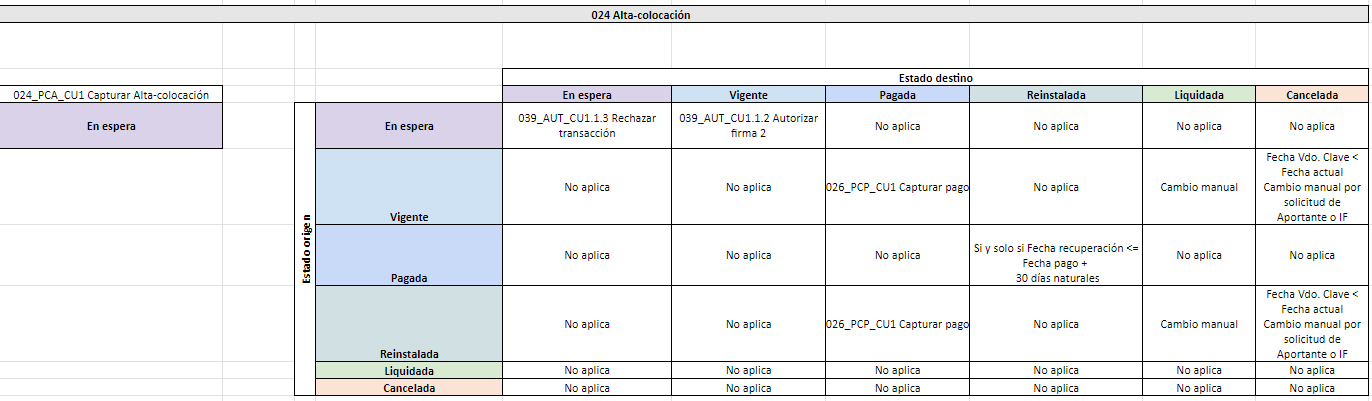 024 Alta-colocación
Estado destino
024_PCA_CU1 Capturar Alta-colocación
En espera
Vigente
Pagada
Reinstalada
Liquidada
Cancelada
En espera
Estado origen
En espera
039_AUT_CU1.1.3 Rechazar
transacción
039_AUT_CU1.1.2 Autorizar
firma 2
No aplica
No aplica
No aplica
No aplica
Vigente
No aplica
No aplica
026_PCP_CU1 Capturar pago
No aplica
Cambio manual
Fecha Vdo. Clave <
Fecha actual
Cambio manual por
solicitud de
Aportante o IF
Pagada
No aplica
No aplica
No aplica
Si y solo si Fecha recuperación <=
Fecha pago +
30 días naturales
No aplica
No aplica
Reinstalada
No aplica
No aplica
026_PCP_CU1 Capturar pago
No aplica
Cambio manual
Fecha Vdo. Clave <
Fecha actual
Cambio manual por
solicitud de
Aportante o IF
Liquidada
No aplica
No aplica
No aplica
No aplica
No aplica
No aplica
Cancelada
No aplica
No aplica
No aplica
No aplica
No aplica
No aplica